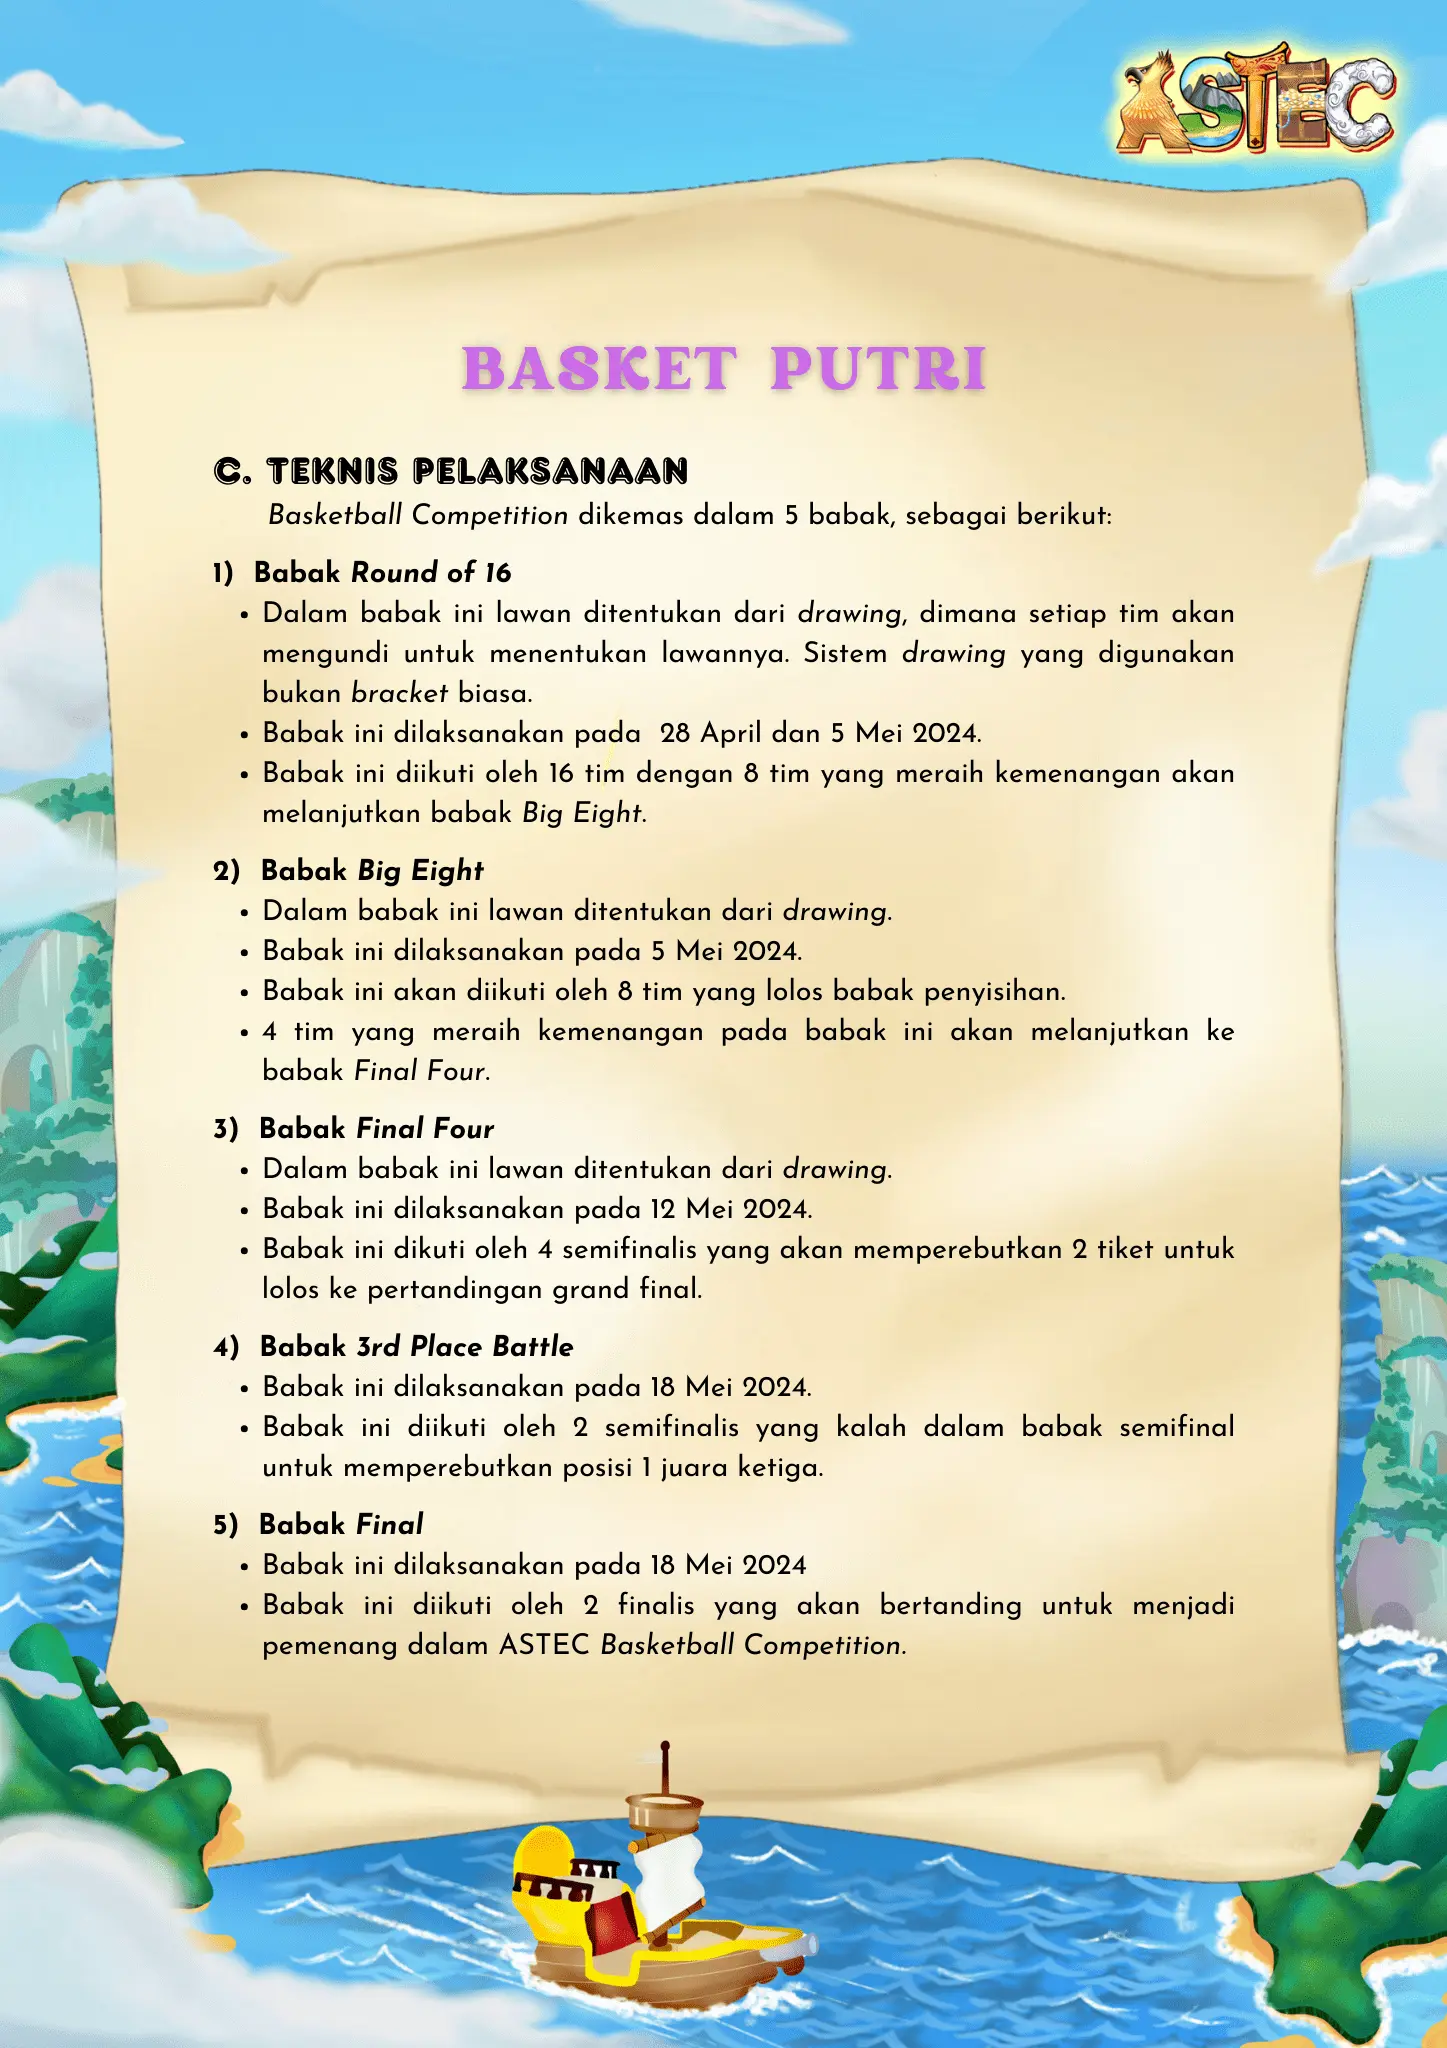 ASTEC
BASKET PUTRI
C. TEKNIS PELAKSANAAN
Basketball Competition dikemas dalam 5 babak, sebagai berikut:
1) Babak Round of 16
• Dalam babak ini lawan ditentukan dari drawing, dimana setiap tim akan
mengundi untuk menentukan lawannya. Sistem drawing yang digunakan
bukan bracket biasa.
• Babak ini dilaksanakan pada 28 April dan 5 Mei 2024.
• Babak ini diikuti oleh 16 tim dengan 8 tim yang meraih kemenangan akan
melanjutkan babak Big Eight.
2) Babak Big Eight
• Dalam babak ini lawan ditentukan dari drawing.
• Babak ini dilaksanakan pada 5 Mei 2024.
• Babak ini akan diikuti oleh 8 tim yang lolos babak penyisihan.
• 4 tim yang meraih kemenangan pada babak ini akan melanjutkan ke
babak Final Four.
3) Babak Final Four
• Dalam babak ini lawan ditentukan dari drawing.
• Babak ini dilaksanakan pada 12 Mei 2024.
• Babak ini dikuti oleh 4 semifinalis yang akan memperebutkan 2 tiket untuk
lolos ke pertandingan grand final.
4) Babak 3rd Place Battle
• Babak ini dilaksanakan pada 18 Mei 2024.
• Babak ini diikuti oleh 2 semifinalis yang kalah dalam babak semifinal
untuk memperebutkan posisi 1 juara ketiga.
5) Babak Final
• Babak ini dilaksanakan pada 18 Mei 2024
• Babak ini diikuti oleh 2 finalis yang akan bertanding untuk menjadi
pemenang dalam ASTEC Basketball Competition.